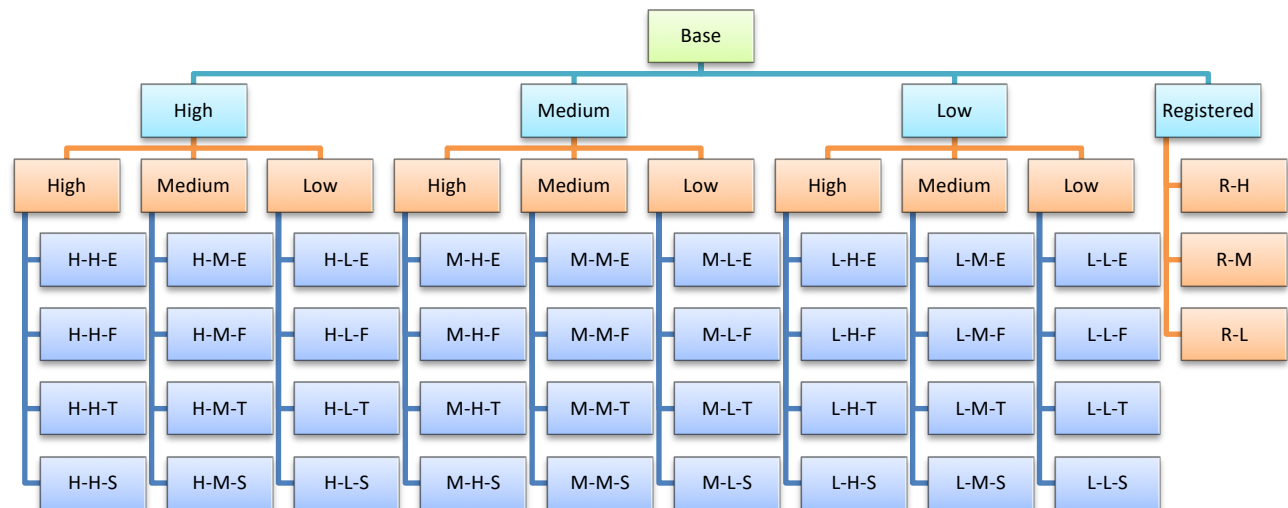 Base
High
Medium
Low
Registered
High
Medium
Low
High
Medium
Low
High
Medium
Low
R-H
H-H-E
H-M-E
H-L-E
M-H-E
M-M-E
M-L-E
L-H-E
L-M-E
L-L-E
R-M
H-H-F
H-M-F
H-L-F
M-H-F
M-M-F
M-L-F
L-H-F
L-M-F
L-L-F
R-L
H-H-T
H-M-T
H-L-T
M-H-T
M-M-T
M-L-T
L-H-T
L-M-T
L-L-T
H-H-S
H-M-S
H-L-S
M-H-S
M-M-S
M-L-S
L-H-S
L-M-S
L-L-S